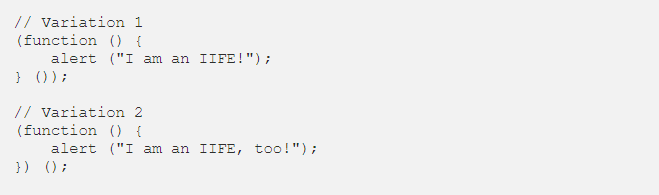 // Variation 1
(function () {
    alert ("I am an IIFE!");
} ());

// Variation 2
(function () {
    alert ("I am an IIFE, too!");
}) ();